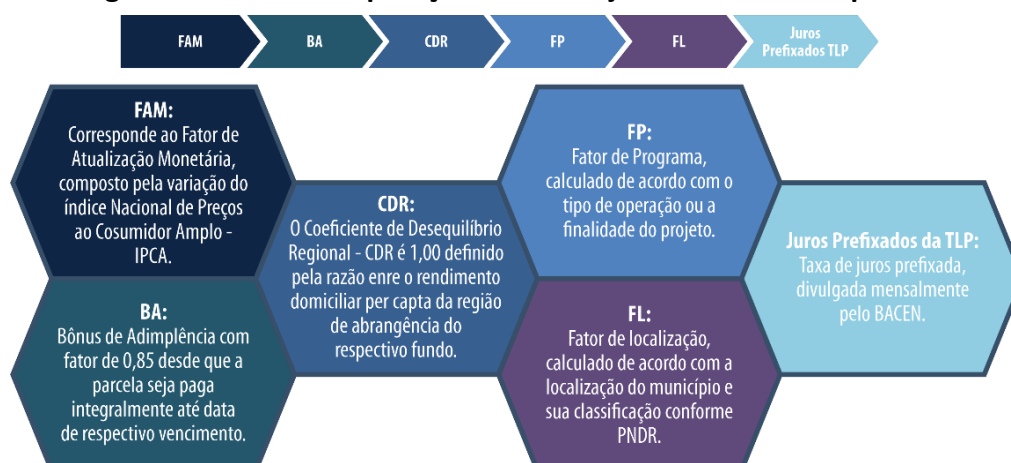 FAM
BA
CDR
FP
FL
Juros
Prefixados TLP
FAM:
Corresponde ao Fator de
Atualização Monetária,
composto pela variação do
índice Nacional de Preços
ao Cosumidor Amplo -
IPCA.
BA:
Bônus de Adimplência com
fator de 0,85 desde que a
parcela seja paga
integralmente até data
de respectivo vencimento.
CDR:
O Coeficiente de Desequilíbrio
Regional - CDR é 1,00 definido
pela razão enre o rendimento
domiciliar per capta da região
de abrangência do
respectivo fundo.
FP:
Fator de Programa,
calculado de acordo com o
tipo de operação ou a
finalidade do projeto.
FL:
Fator de localização,
calculado de acordo com a
localização do município e
sua classificação conforme
PNDR.
Juros Prefixados da TLP:
Taxa de juros prefixada,
divulgada mensalmente
pelo BACEN.